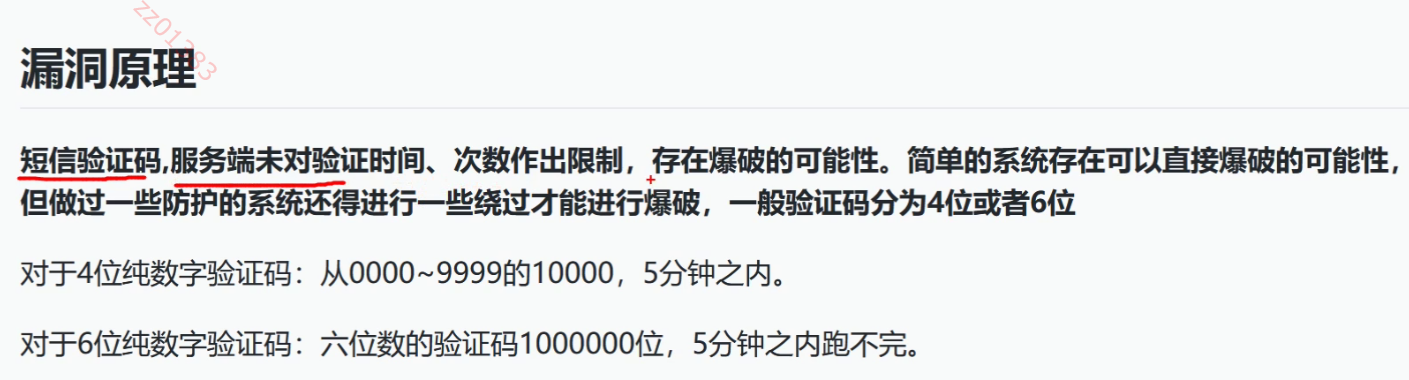 zz01383
漏洞原理
短信验证码,服务端未对验证时间、次数作出限制，存在爆破的可能性。简单的系统存在可以直接爆破的可能性，
但做过一些防护的系统还得进行一些绕过才能进行爆破，一般验证码分为4位或者6位
对于4位纯数字验证码：从0000~9999的10000，5分钟之内。
对于6位纯数字验证码：六位数的验证码1000000位，5分钟之内跑不完。